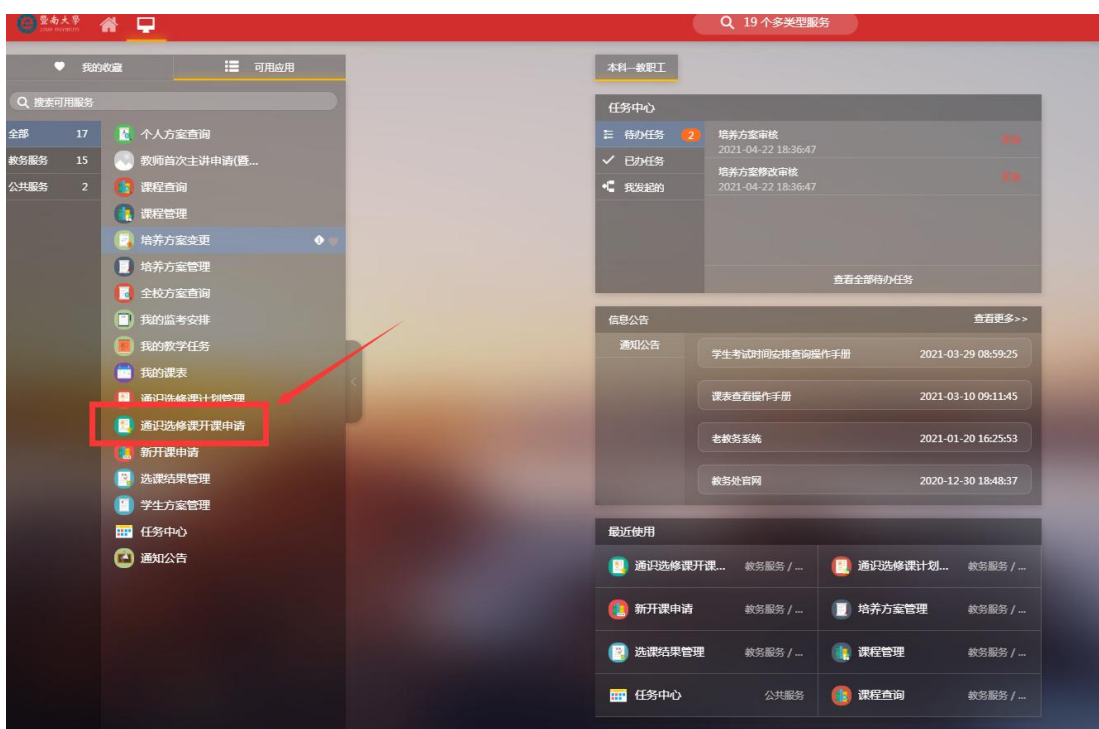 暨南大學
19 个多类型服务
我的收藏
可用应用
搜索可用服务
全部 17
教务服务 15
公共服务 2
个人方案查询
教师首次主讲申请(暨...
课程查询
课程管理
培养方案变更
培养方案管理
全校方案查询
我的监考安排
我的教学任务
我的课表
通识选修课计划管理
通识选修课开课申请
新开课申请
选课结果管理
学生方案管理
任务中心
通知公告
本科--教职工
任务中心
待办任务 2
已办任务
我发起的
培养方案审核
2021-04-22 18:36:47
培养方案修改审核
2021-04-22 18:36:47
查看全部待办任务
信息公告
查看更多>>
通知公告
学生考试时间安排查询操作手册 2021-03-29 08:59:25
课表查看操作手册 2021-03-10 09:11:45
老教务系统 2021-01-20 16:25:53
教务处官网 2020-12-30 18:48:37
最近使用
通识选修课开课... 教务服务 / ...
通识选修课计划... 教务服务 / ...
新开课申请 教务服务 / ...
培养方案管理 教务服务 / ...
选课结果管理 教务服务 / ...
课程管理 教务服务 / ...
任务中心 公共服务
课程查询 教务服务 / ...